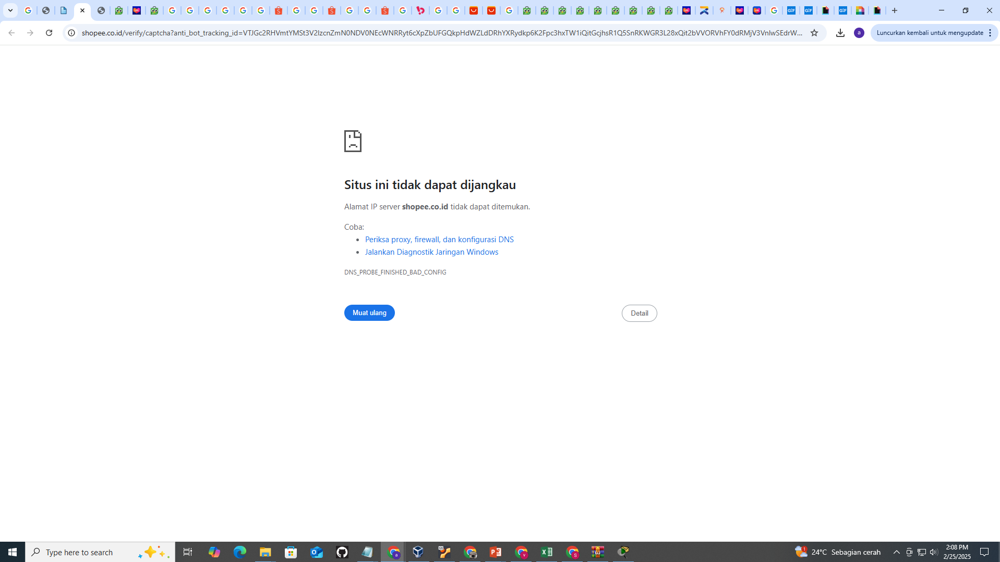 shopee.co.id/verify/captcha?anti_bot_tracking_id=
a
Luncurkan kembali untuk mengupdate
Situs ini tidak dapat dijangkau
Alamat IP server shopee.co.id tidak dapat ditemukan.
Coba:
Periksa proxy, firewall, dan konfigurasi DNS
Jalankan Diagnostik Jaringan Windows
DNS_PROBE_FINISHED_BAD_CONFIG
Muat ulang
Detail
Type here to search
1
24°C Sebagian cerah
2:08 PM
2/25/2025